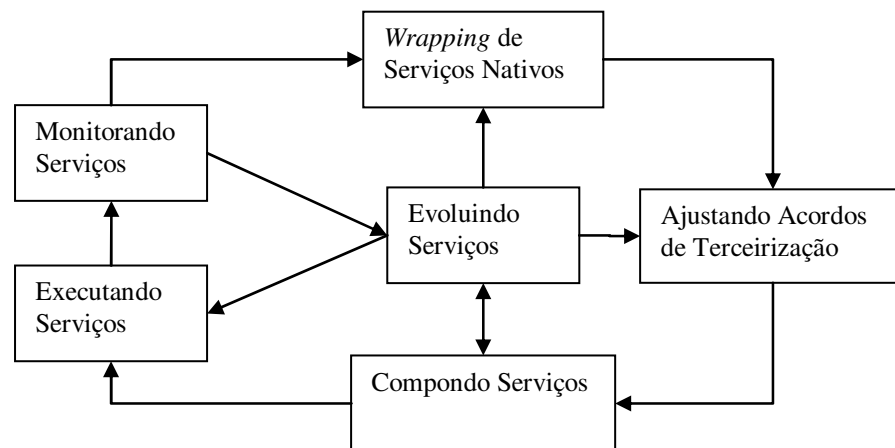 Wrapping de
Serviços Nativos
Monitorando
Serviços
Evoluindo
Serviços
Ajustando Acordos
de Terceirização
Executando
Serviços
Compondo Serviços